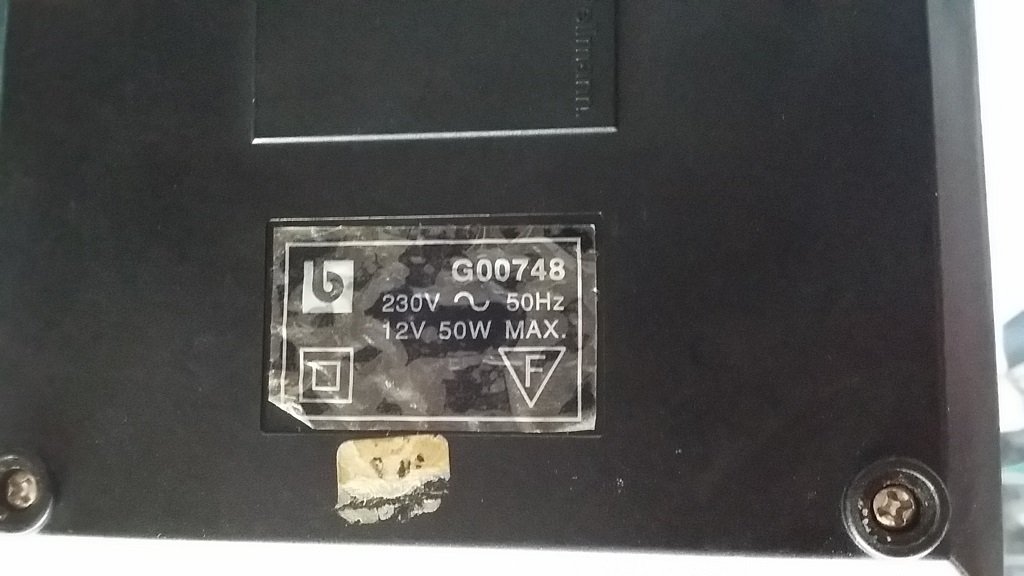 G00748
230V ~ 50Hz
12V 50W MAX.
F